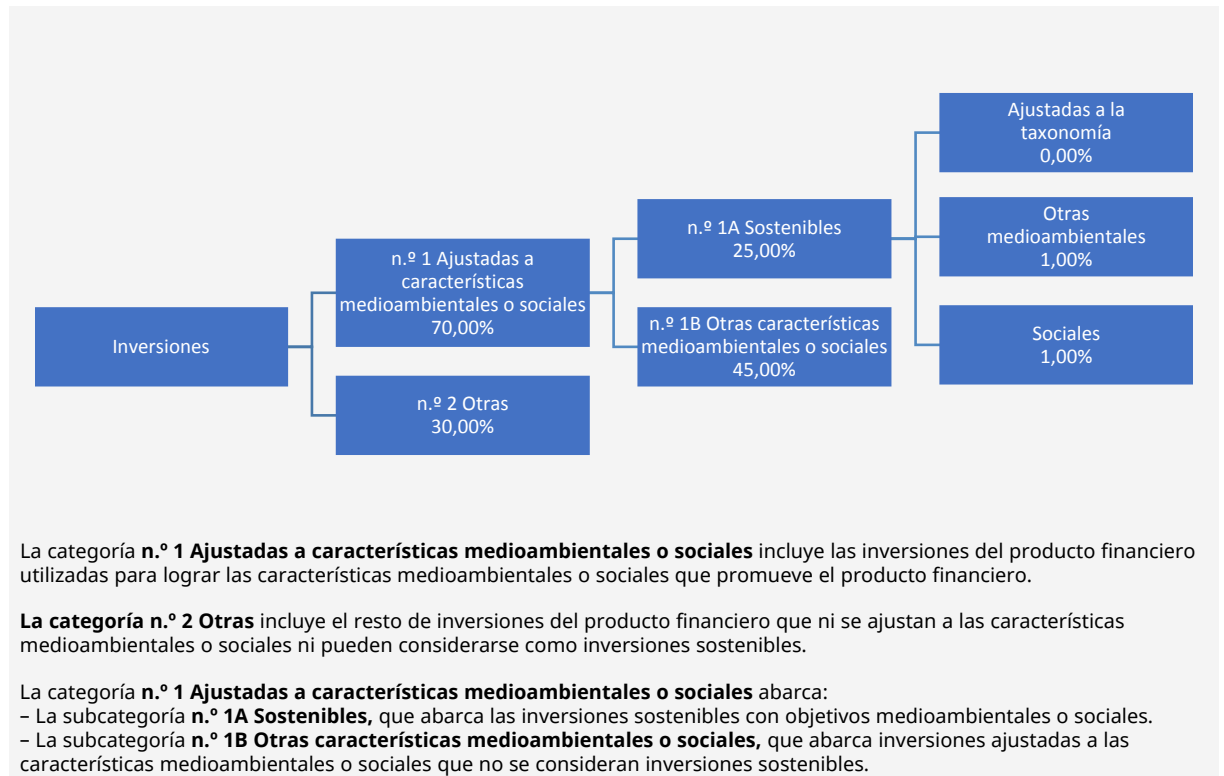 Inversiones
n.º 1 Ajustadas a
características
medioambientales o sociales
70,00%
n.º 2 Otras
30,00%
n.º 1A Sostenibles
25,00%
n.º 1B Otras características
medioambientales o sociales
45,00%
Ajustadas a la
taxonomía
0,00%
Otras
medioambientales
1,00%
Sociales
1,00%
La categoría n.º 1 Ajustadas a características medioambientales o sociales incluye las inversiones del producto financiero
utilizadas para lograr las características medioambientales o sociales que promueve el producto financiero.
La categoría n.º 2 Otras incluye el resto de inversiones del producto financiero que ni se ajustan a las características
medioambientales o sociales ni pueden considerarse como inversiones sostenibles.
La categoría n.º 1 Ajustadas a características medioambientales o sociales abarca:
– La subcategoría n.º 1A Sostenibles, que abarca las inversiones sostenibles con objetivos medioambientales o sociales.
– La subcategoría n.º 1B Otras características medioambientales o sociales, que abarca inversiones ajustadas a las
características medioambientales o sociales que no se consideran inversiones sostenibles.